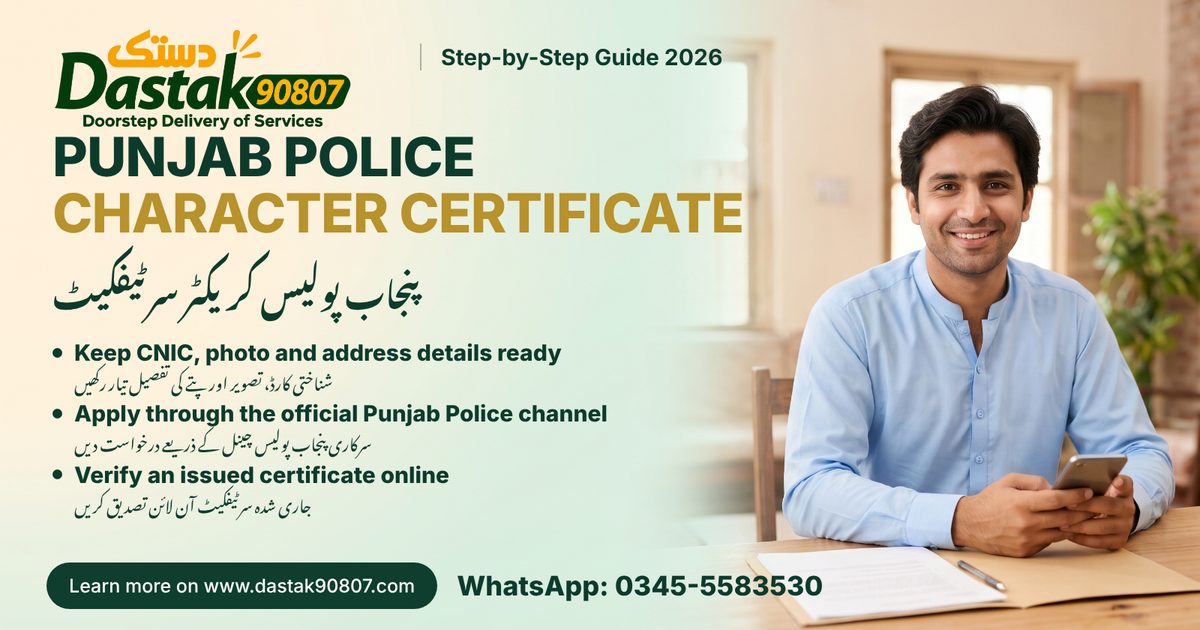 دستک
Dastak 90807
Doorstep Delivery of Services
Step-by-Step Guide 2026
PUNJAB POLICE
CHARACTER CERTIFICATE
پنجاب پولیس کریکٹر سرٹیفکیٹ
• Keep CNIC, photo and address details ready
شناختی کارڈ، تصویر اور پتے کی تفصیل تیار رکھیں
• Apply through the official Punjab Police channel
سرکاری پنجاب پولیس چینل کے ذریعے درخواست دیں
• Verify an issued certificate online
جاری شدہ سرٹیفکیٹ آن لائن تصدیق کریں
Learn more on www.dastak90807.com
WhatsApp: 0345-5583530